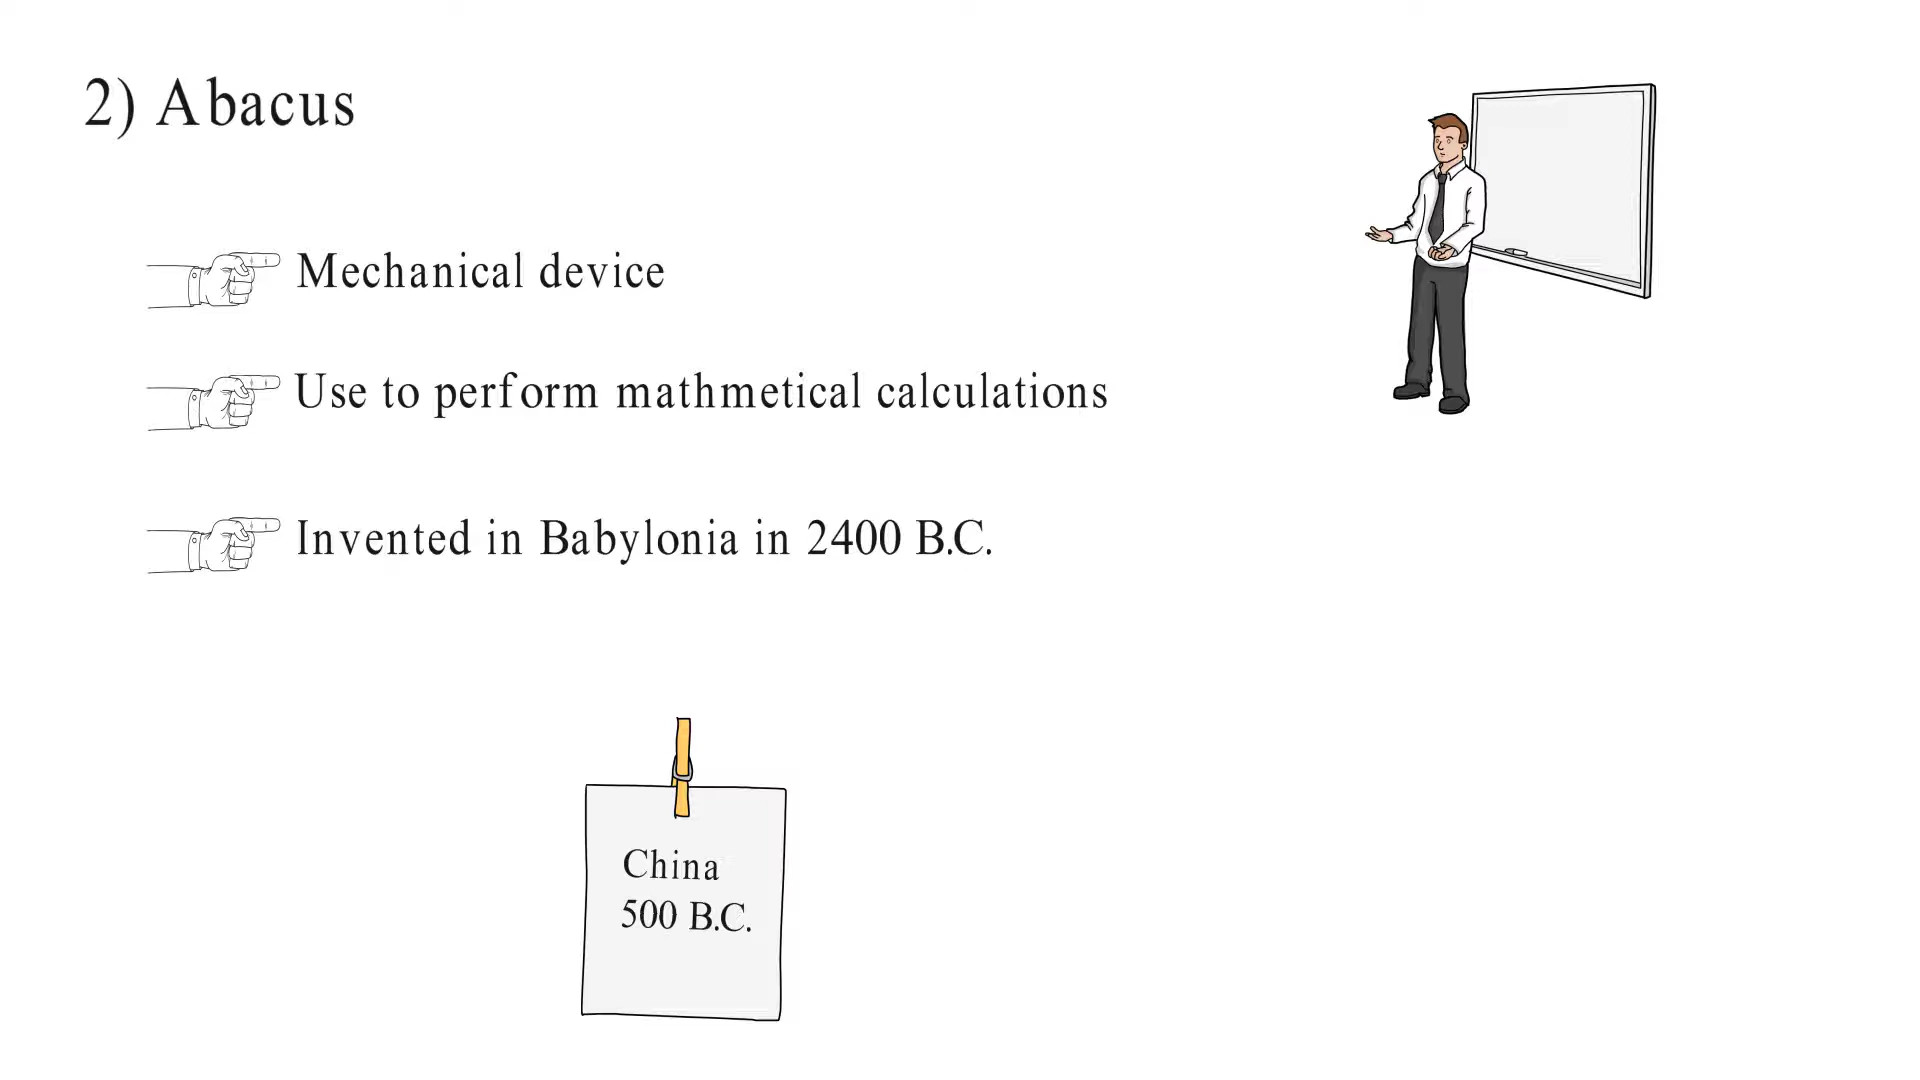 2) Abacus
Mechanical device
Use to perform mathmetical calculations
Invented in Babylonia in 2400 B.C.
China
500 B.C.